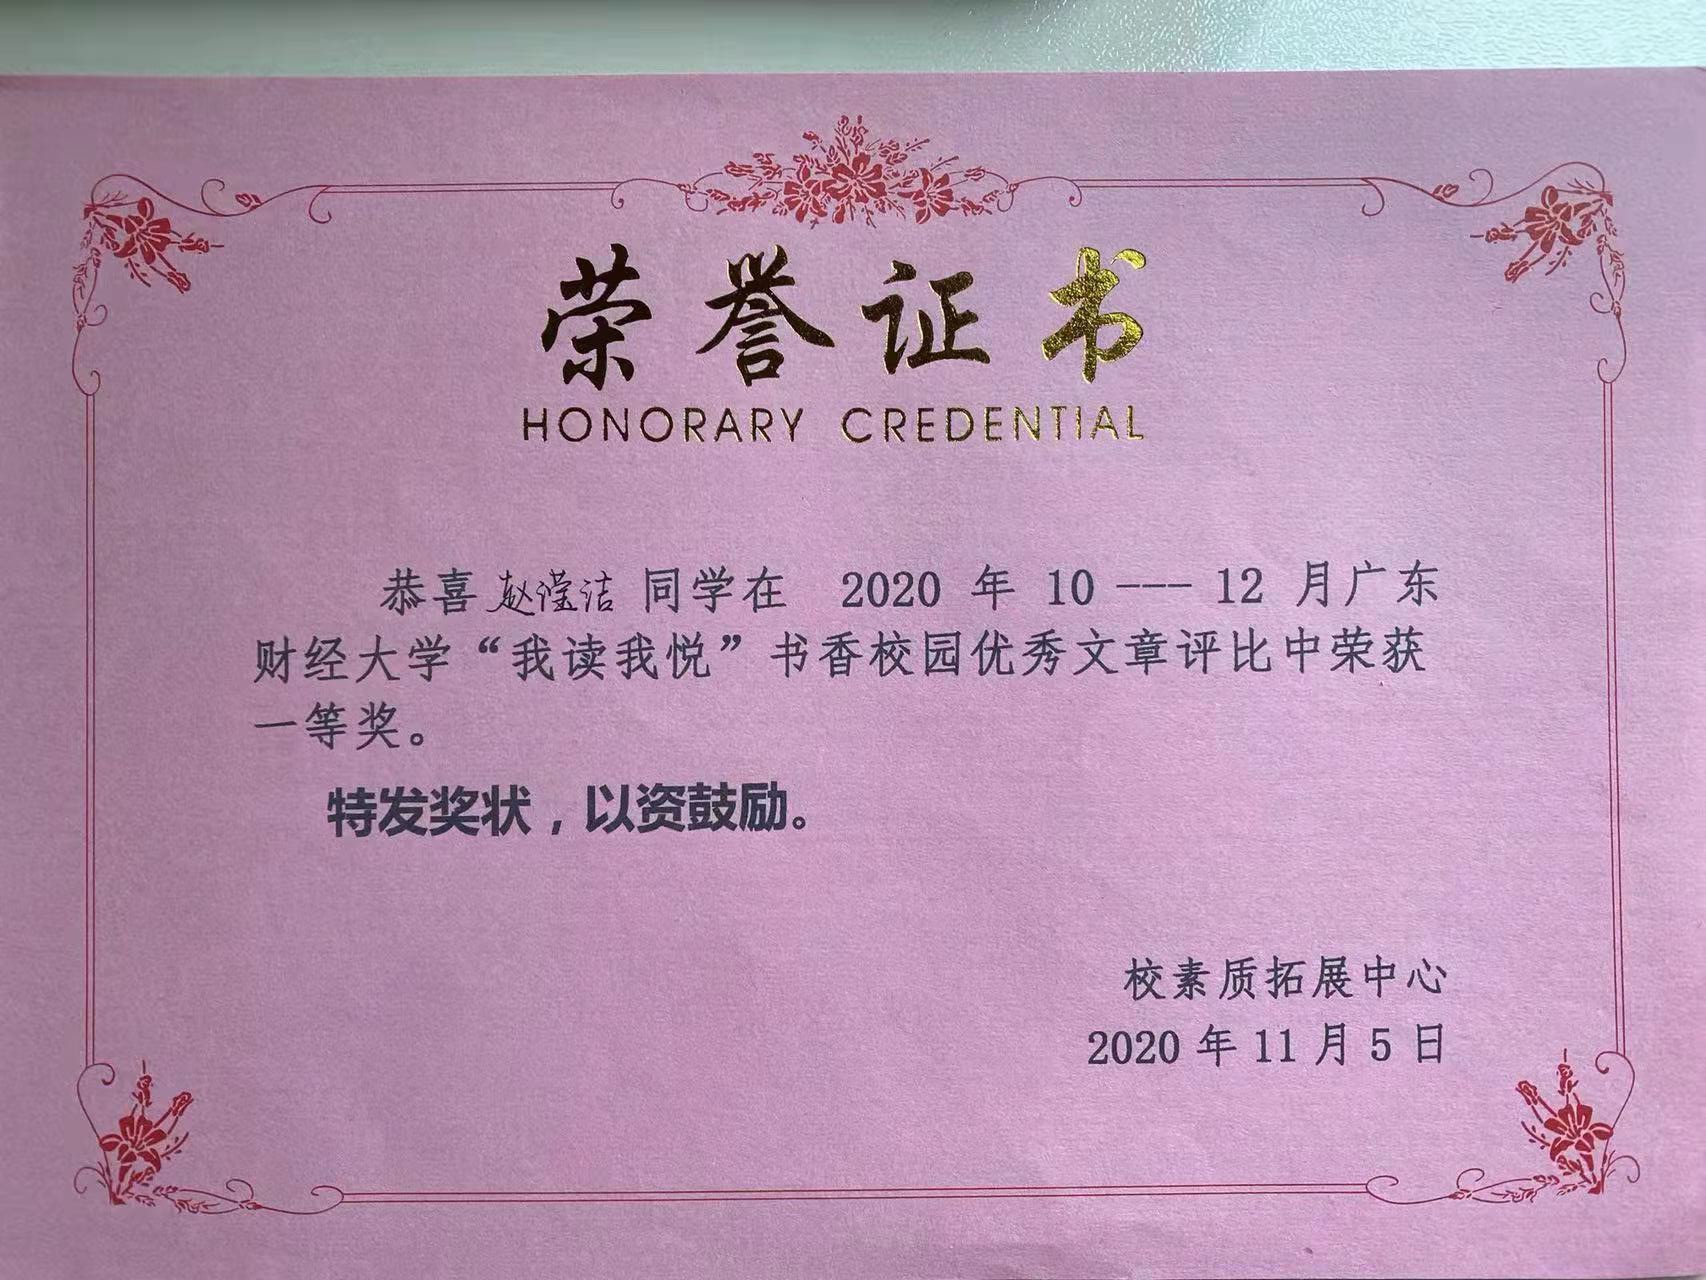 荣誉证书
HONORARY CREDENTIAL
恭喜赵滢洁同学在 2020 年 10 --- 12 月广东
财经大学“我读我悦”书香校园优秀文章评比中荣获
一等奖。
特发奖状，以资鼓励。
校素质拓展中心
2020 年 11 月 5 日